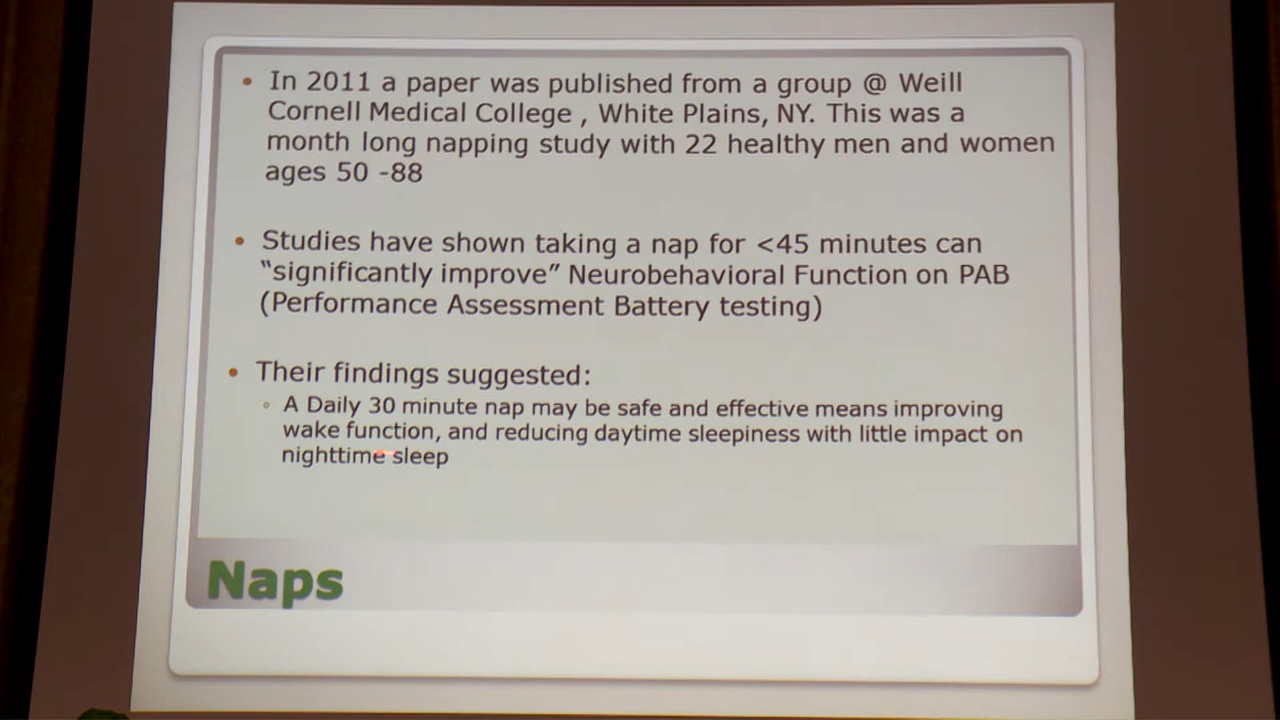 In 2011 a paper was published from a group @ Weill
Cornell Medical College , White Plains, NY. This was a
month long napping study with 22 healthy men and women
ages 50 -88
Studies have shown taking a nap for <45 minutes can
“significantly improve” Neurobehavioral Function on PAB
(Performance Assessment Battery testing)
Their findings suggested:
A Daily 30 minute nap may be safe and effective means improving
wake function, and reducing daytime sleepiness with little impact on
nighttime sleep
Naps